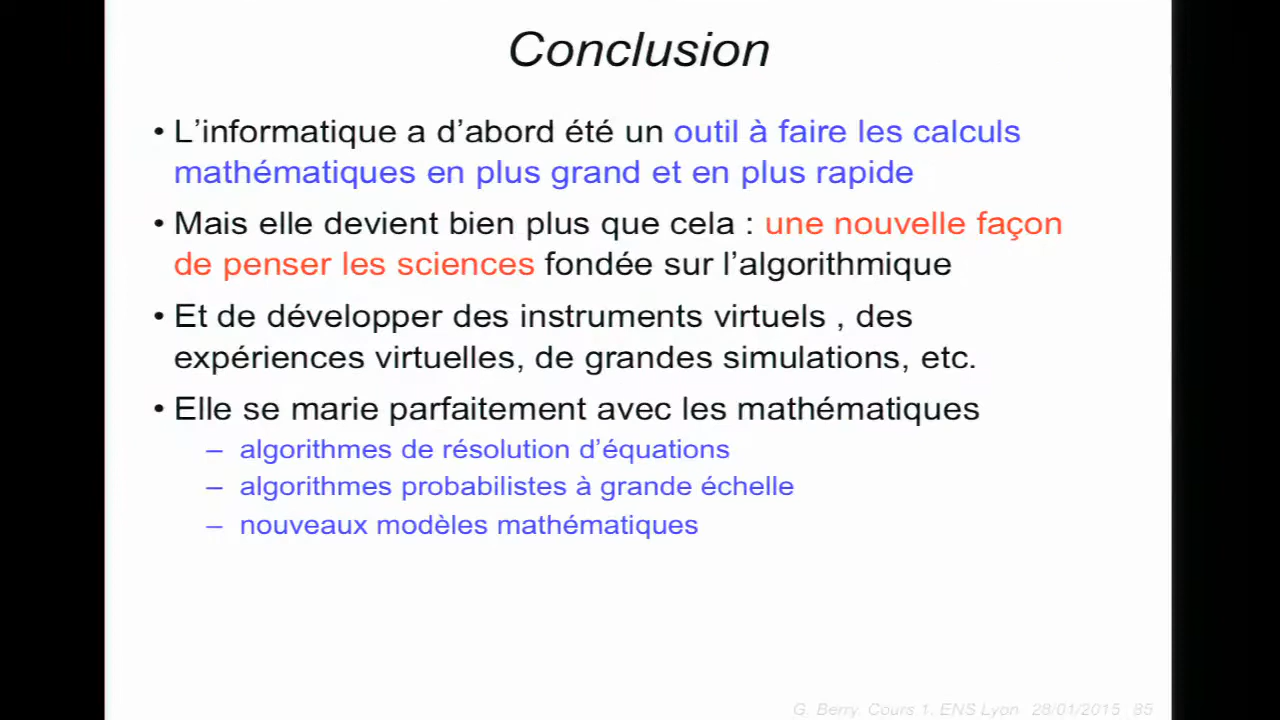 Conclusion
• L’informatique a d’abord été un outil à faire les calculs
mathématiques en plus grand et en plus rapide
• Mais elle devient bien plus que cela : une nouvelle façon
de penser les sciences fondée sur l’algorithmique
• Et de développer des instruments virtuels , des
expériences virtuelles, de grandes simulations, etc.
• Elle se marie parfaitement avec les mathématiques
– algorithmes de résolution d’équations
– algorithmes probabilistes à grande échelle
– nouveaux modèles mathématiques
G. Berry, Cours 1, ENS Lyon 28/01/2015 85